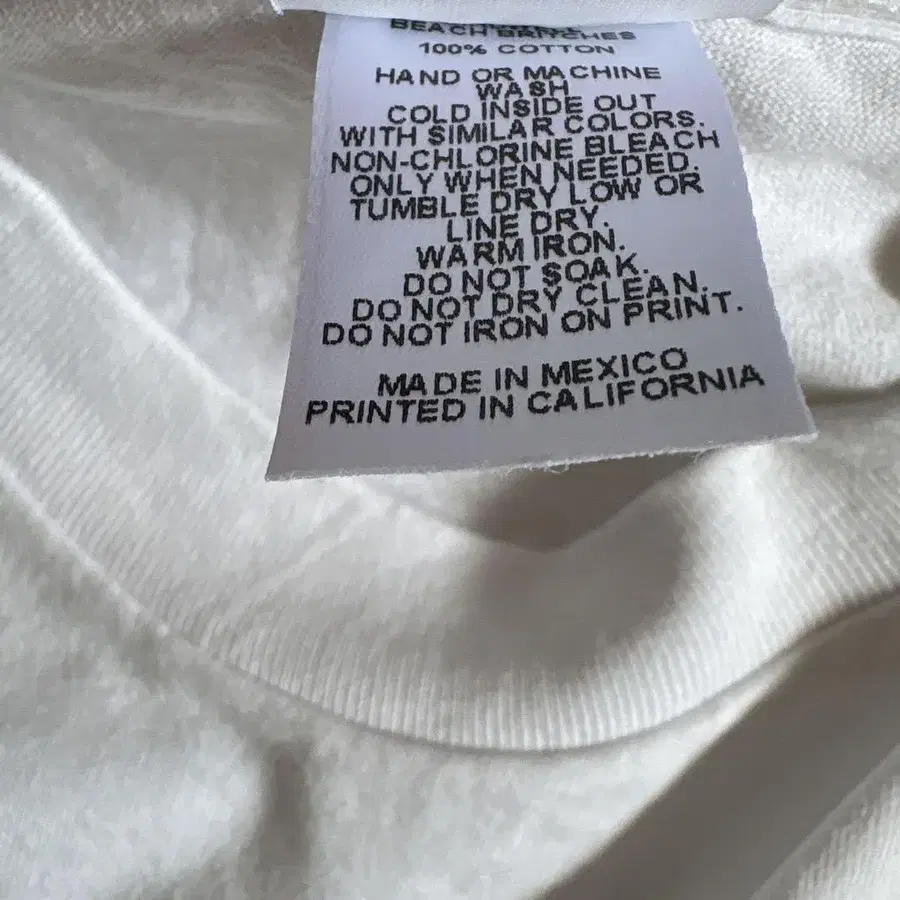 BEACH BRITCHES
100% COTTON
HAND OR MACHINE
WASH
COLD INSIDE OUT
WITH SIMILAR COLORS.
NON-CHLORINE BLEACH
ONLY WHEN NEEDED.
TUMBLE DRY LOW OR
LINE DRY.
WARM IRON.
DO NOT SOAK.
DO NOT DRY CLEAN.
DO NOT IRON ON PRINT.
MADE IN MEXICO
PRINTED IN CALIFORNIA